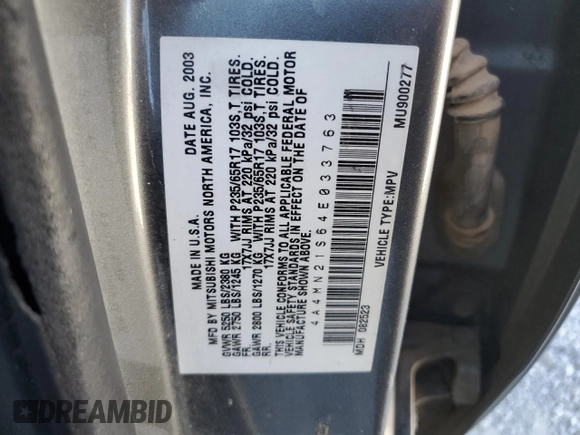 MADE IN U.S.A. DATE AUG. 2003
BY MITSUBISHI MOTORS NORTH AMERICA, INC.
GVWR 5250 LBS/2380 KG
GAWR 2750 LBS/1245 KG WITH P235/65R17 103S,T TIRES.
FR. 17X7JJ RIMS AT 220 kPa/32 psi COLD.
GAWR 2800 LBS/1270 KG WITH P235/65R17 103S,T TIRES.
RR. 17X7JJ RIMS AT 220 kPa/32 psi COLD.
THIS VEHICLE CONFORMS TO ALL APPLICABLE FEDERAL MOTOR
VEHICLE SAFETY STANDARDS IN EFFECT ON THE DATE OF
MANUFACTURE SHOWN ABOVE.
4A4MN21S64E033763
VEHICLE TYPE:MPV
MDH 082523 MU900277
DREAMBID